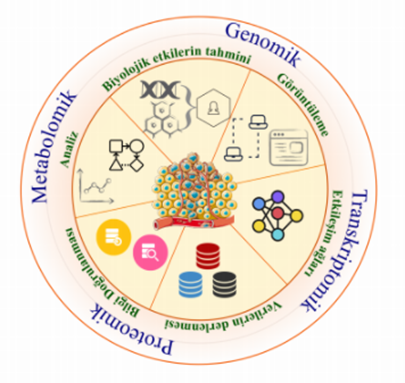 Genomik
Transkriptomik
Proteomik
Metabolomik
Biyolojik etkilerin tahmini
Görüntüleme
Etkileşim ağları
Verilerin derlenmesi
Bilgi Doğrulanması
Analiz